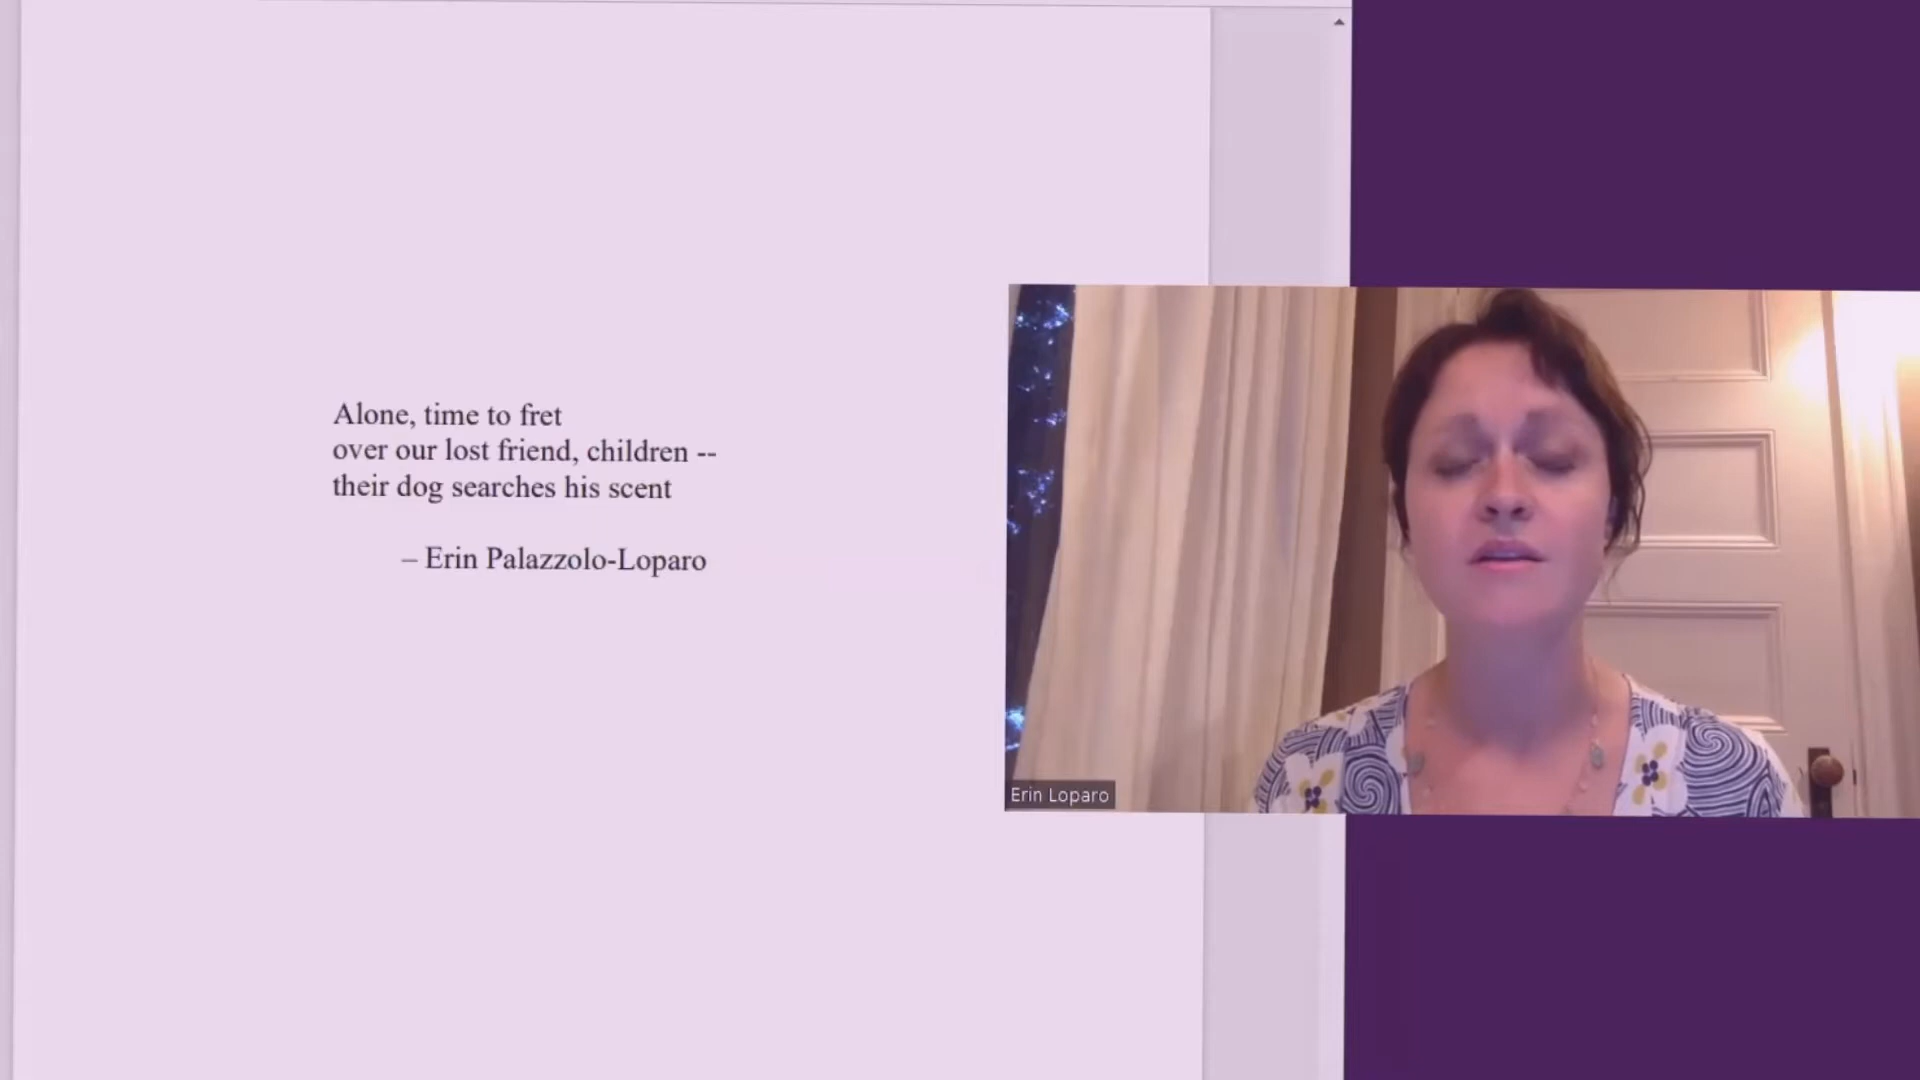 Alone, time to fret
over our lost friend, children --
their dog searches his scent
– Erin Palazzolo-Loparo
Erin Loparo